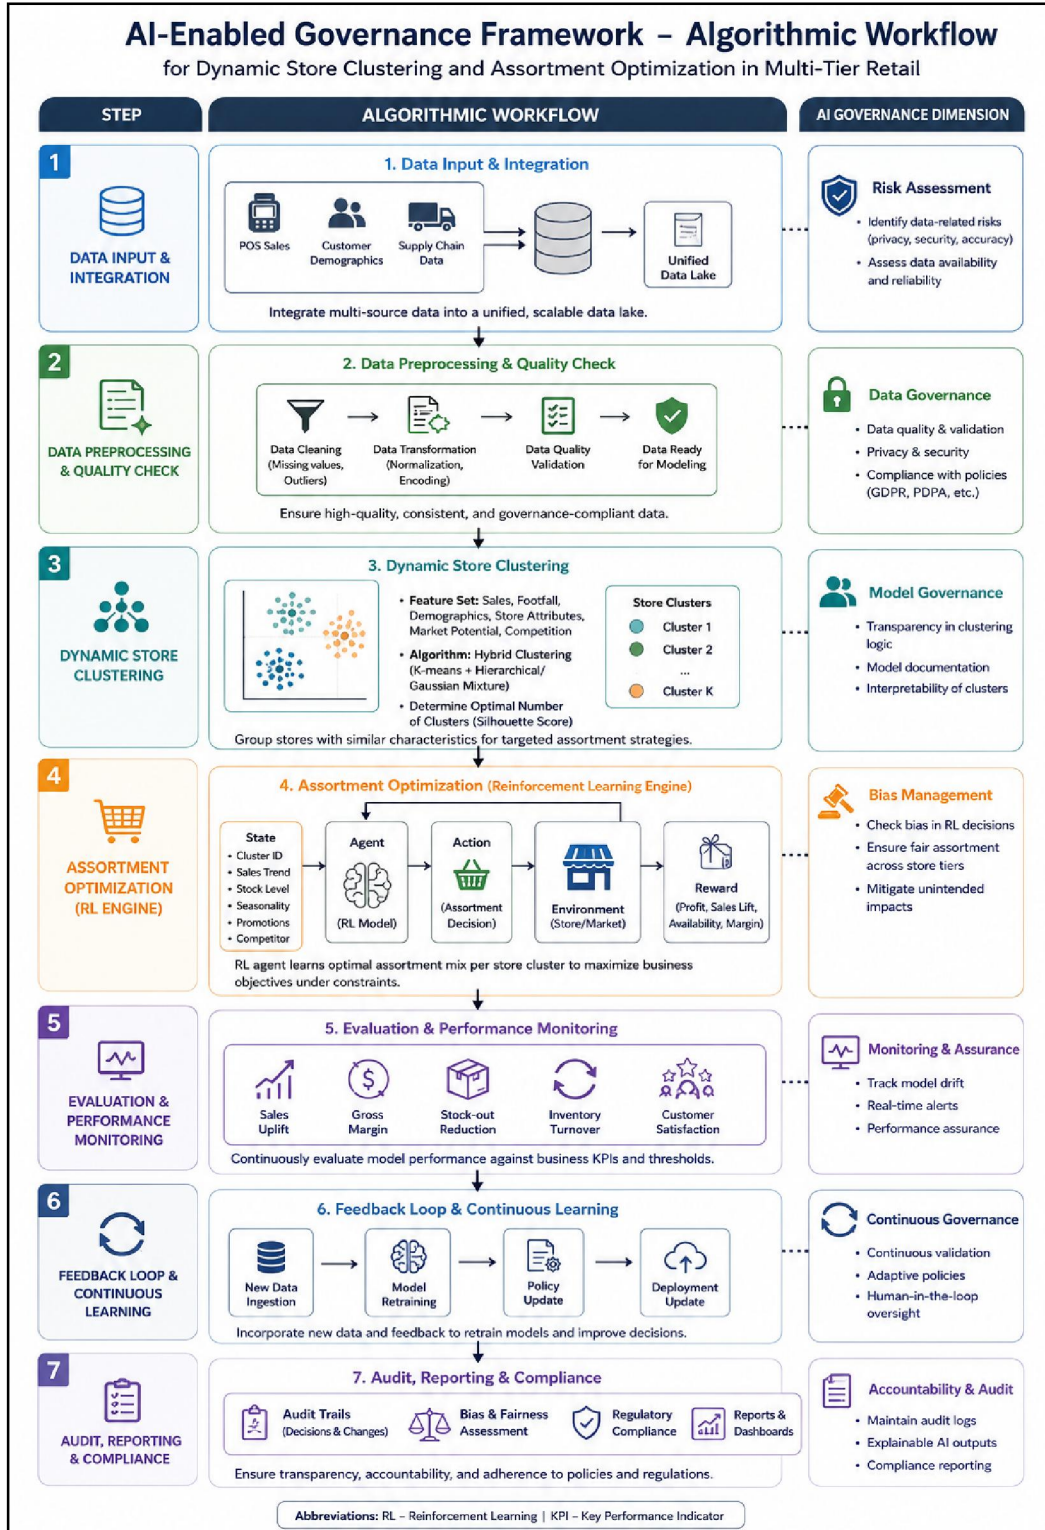 AI-Enabled Governance Framework – Algorithmic Workflow
for Dynamic Store Clustering and Assortment Optimization in Multi-Tier Retail
STEP
ALGORITHMIC WORKFLOW
AI GOVERNANCE DIMENSION
1
DATA INPUT &
INTEGRATION
1. Data Input & Integration
POS Sales
Customer
Demographics
Supply Chain
Data
Unified
Data Lake
Integrate multi-source data into a unified, scalable data lake.
Risk Assessment
• Identify data-related risks
(privacy, security, accuracy)
• Assess data availability
and reliability
2
DATA PREPROCESSING
& QUALITY CHECK
2. Data Preprocessing & Quality Check
Data Cleaning
(Missing values,
Outliers)
Data Transformation
(Normalization,
Encoding)
Data Quality
Validation
Data Ready
for Modeling
Ensure high-quality, consistent, and governance-compliant data.
Data Governance
• Data quality & validation
• Privacy & security
• Compliance with policies
(GDPR, PDPA, etc.)
3
DYNAMIC STORE
CLUSTERING
3. Dynamic Store Clustering
• Feature Set: Sales, Footfall,
Demographics, Store Attributes,
Market Potential, Competition
• Algorithm: Hybrid Clustering
(K-means + Hierarchical/
Gaussian Mixture)
• Determine Optimal Number
of Clusters (Silhouette Score)
Store Clusters
Cluster 1
Cluster 2
...
Cluster K
Group stores with similar characteristics for targeted assortment strategies.
Model Governance
• Transparency in clustering
logic
• Model documentation
• Interpretability of clusters
4
ASSORTMENT
OPTIMIZATION
(RL ENGINE)
4. Assortment Optimization (Reinforcement Learning Engine)
State
• Cluster ID
• Sales Trend
• Stock Level
• Seasonality
• Promotions
• Competitor
Agent
(RL Model)
Action
(Assortment
Decision)
Environment
(Store/Market)
Reward
(Profit, Sales Lift,
Availability, Margin)
RL agent learns optimal assortment mix per store cluster to maximize business
objectives under constraints.
Bias Management
• Check bias in RL decisions
• Ensure fair assortment
across store tiers
• Mitigate unintended
impacts
5
EVALUATION &
PERFORMANCE
MONITORING
5. Evaluation & Performance Monitoring
Sales
Uplift
Gross
Margin
Stock-out
Reduction
Inventory
Turnover
Customer
Satisfaction
Continuously evaluate model performance against business KPIs and thresholds.
Monitoring & Assurance
• Track model drift
• Real-time alerts
• Performance assurance
6
FEEDBACK LOOP &
CONTINUOUS
LEARNING
6. Feedback Loop & Continuous Learning
New Data
Ingestion
Model
Retraining
Policy
Update
Deployment
Update
Incorporate new data and feedback to retrain models and improve decisions.
Continuous Governance
• Continuous validation
• Adaptive policies
• Human-in-the-loop
oversight
7
AUDIT, REPORTING
& COMPLIANCE
7. Audit, Reporting & Compliance
Audit Trails
(Decisions & Changes)
Bias & Fairness
Assessment
Regulatory
Compliance
Reports &
Dashboards
Ensure transparency, accountability, and adherence to policies and regulations.
Accountability & Audit
• Maintain audit logs
• Explainable AI outputs
• Compliance reporting
Abbreviations: RL – Reinforcement Learning | KPI – Key Performance Indicator